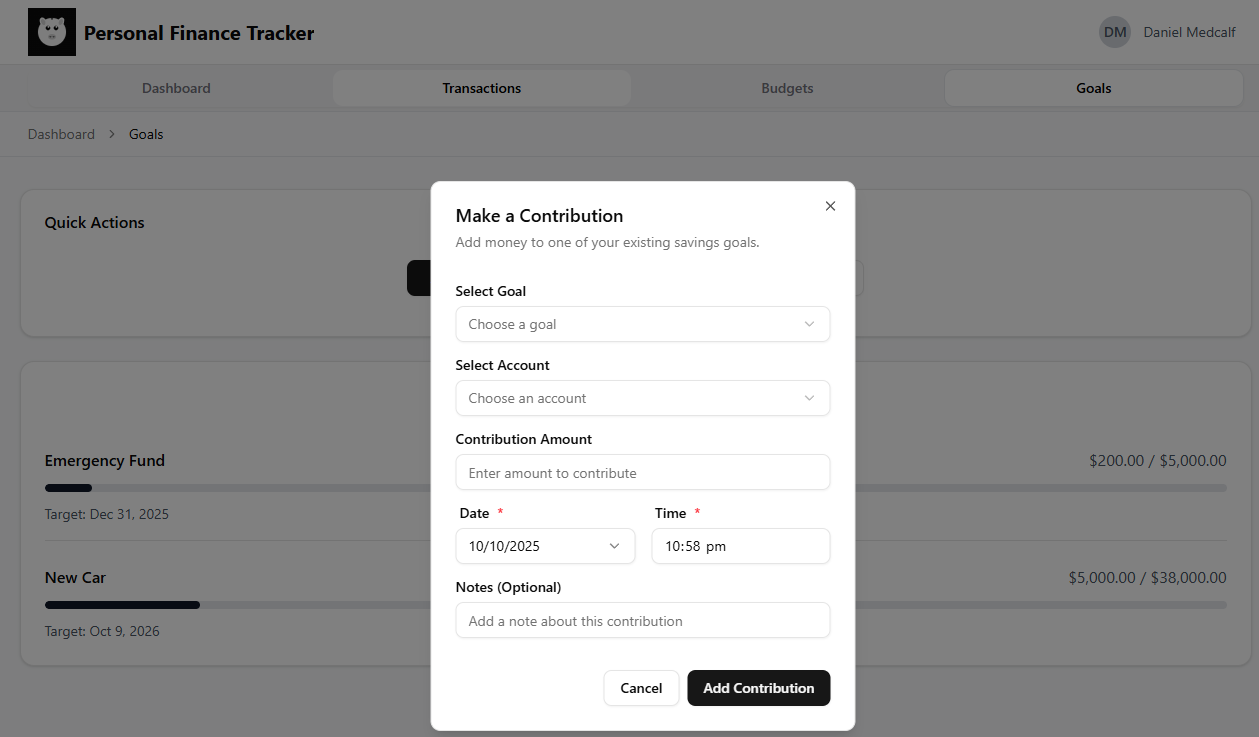 Personal Finance Tracker
DM Daniel Medcalf
Dashboard Transactions Budgets Goals
Dashboard > Goals
Quick Actions
Make a Contribution
Add money to one of your existing savings goals.
Select Goal
Choose a goal
Select Account
Choose an account
Contribution Amount
Enter amount to contribute
Date * Time *
10/10/2025 10:58 pm
Notes (Optional)
Add a note about this contribution
Cancel Add Contribution
Emergency Fund $200.00 / $5,000.00
Target: Dec 31, 2025
New Car $5,000.00 / $38,000.00
Target: Oct 9, 2026